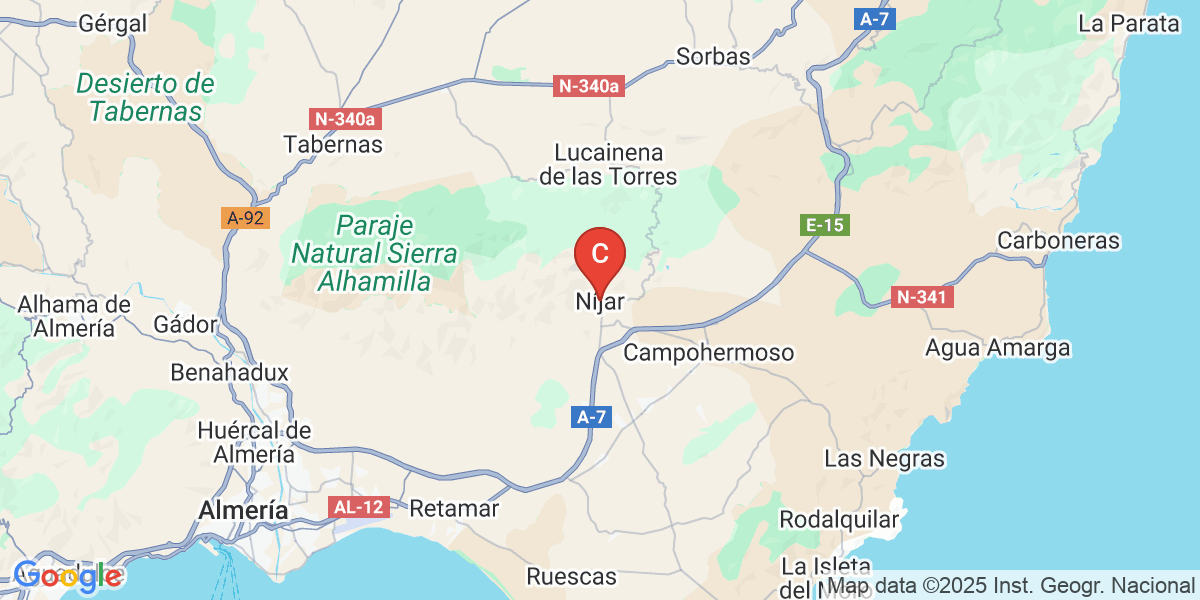 Gérgal
A-7
La Parata
Sorbas
Desierto de
Tabernas
N-340a
N-340a
Tabernas
Lucainena
de las Torres
A-92
Paraje
Natural Sierra
Alhamilla
E-15
Carboneras
C
Níjar
N-341
Alhama de
Almería
Gádor
Campohermoso
Agua Amarga
Benahadux
A-7
Huércal de
Almería
Las Negras
Almería
AL-12
Retamar
Rodalquilar
Aguadulce
Google
Ruescas
La Isleta
del Moro
Map data ©2025 Inst. Geogr. Nacional